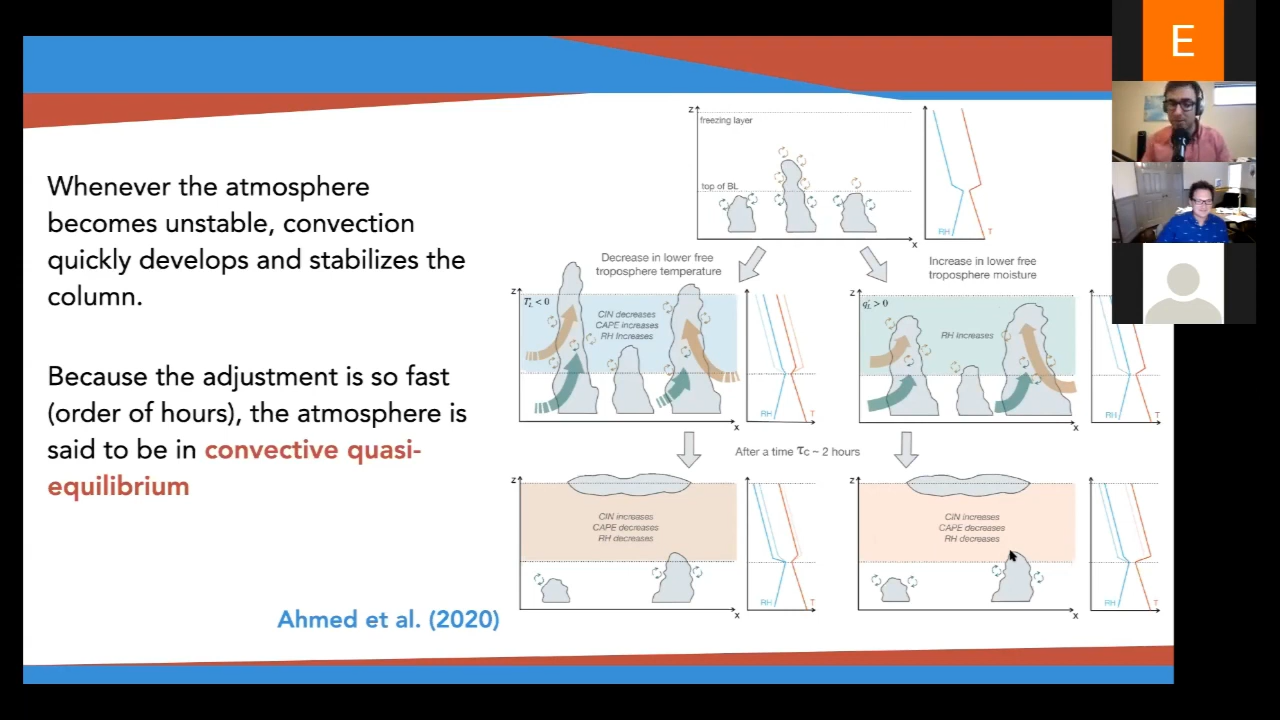 E
Whenever the atmosphere
becomes unstable, convection
quickly develops and stabilizes the
column.
Because the adjustment is so fast
(order of hours), the atmosphere is
said to be in convective quasi-
equilibrium
Ahmed et al. (2020)
z
freezing layer
top of BL
x
RH
T
Decrease in lower free
troposphere temperature
Increase in lower free
troposphere moisture
z
T'L < 0
CIN decreases
CAPE increases
RH Increases
x
RH
T
z
q'L > 0
RH Increases
x
RH
T
After a time τc ~ 2 hours
z
CIN increases
CAPE decreases
RH decreases
x
RH
T
z
CIN increases
CAPE decreases
RH decreases
x
RH
T